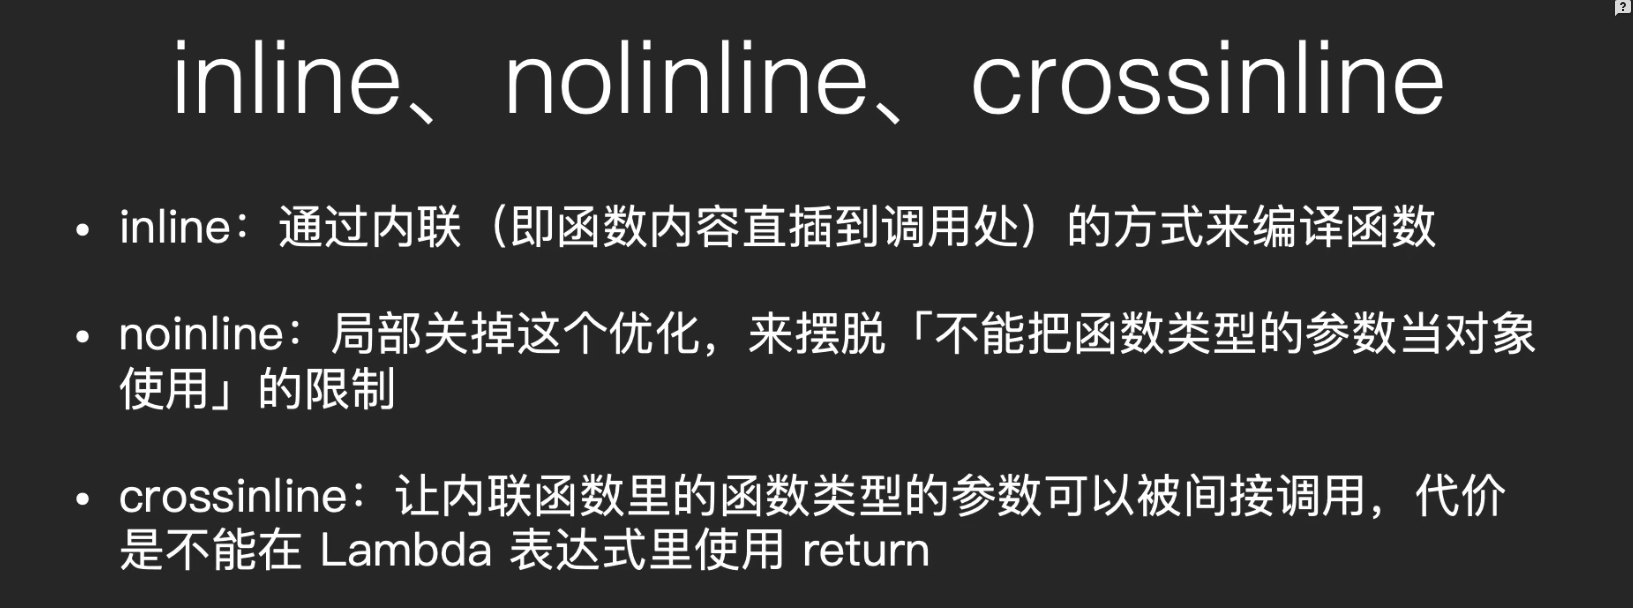 inline、nolinline、crossinline
• inline：通过内联（即函数内容直插到调用处）的方式来编译函数
• noinline：局部关掉这个优化，来摆脱「不能把函数类型的参数当对象
使用」的限制
• crossinline：让内联函数里的函数类型的参数可以被间接调用，代价
是不能在 Lambda 表达式里使用 return
?